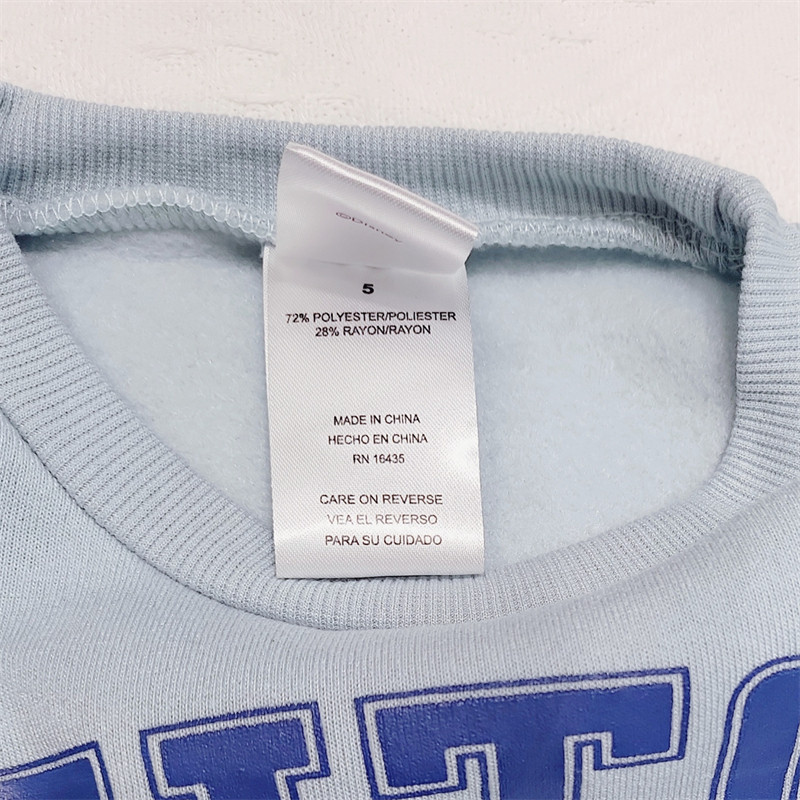 ©Disney
5
72% POLYESTER/POLIESTER
28% RAYON/RAYON
MADE IN CHINA
HECHO EN CHINA
RN 16435
CARE ON REVERSE
VEA EL REVERSO
PARA SU CUIDADO